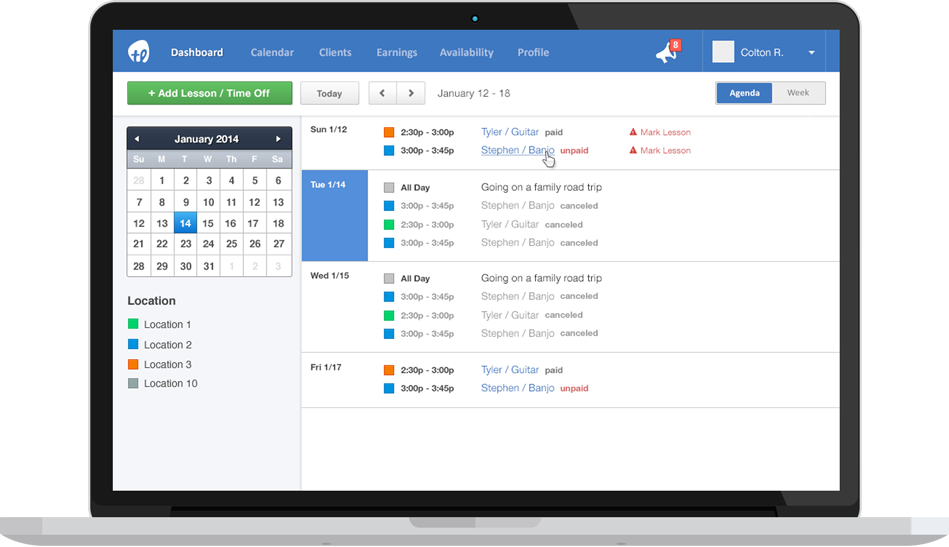 Dashboard Calendar Clients Earnings Availability Profile 8 Colton R.
+ Add Lesson / Time Off Today January 12 - 18 Agenda Week
January 2014
Su M T W Th F Sa
28 1 2 3 4 5 6
7 8 9 10 11 12 13
12 13 14 15 16 17 18
21 22 23 24 25 26 27
28 29 30 31 1 2 3
Location
Location 1
Location 2
Location 3
Location 10
Sun 1/12
2:30p - 3:00p Tyler / Guitar paid Mark Lesson
3:00p - 3:45p Stephen / Banjo unpaid Mark Lesson
Tue 1/14
All Day Going on a family road trip
3:00p - 3:45p Stephen / Banjo canceled
2:30p - 3:00p Tyler / Guitar canceled
3:00p - 3:45p Stephen / Banjo canceled
Wed 1/15
All Day Going on a family road trip
3:00p - 3:45p Stephen / Banjo canceled
2:30p - 3:00p Tyler / Guitar canceled
3:00p - 3:45p Stephen / Banjo canceled
Fri 1/17
2:30p - 3:00p Tyler / Guitar paid
3:00p - 3:45p Stephen / Banjo unpaid